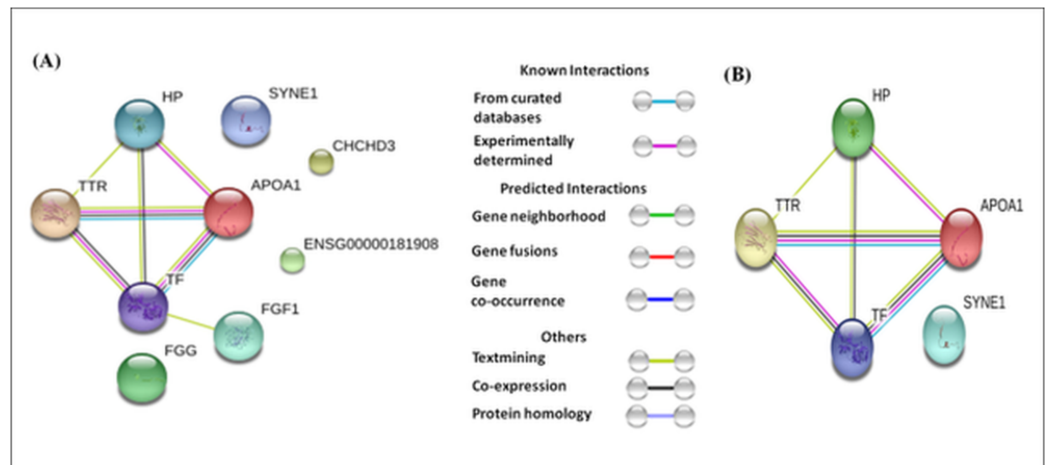 (A)
HP
SYNE1
CHCHD3
TTR
APOA1
ENSG00000181908
TF
FGF1
FGG
Known Interactions
From curated
databases
Experimentally
determined
Predicted Interactions
Gene neighborhood
Gene fusions
Gene
co-occurrence
Others
Textmining
Co-expression
Protein homology
(B)
HP
TTR
APOA1
TF
SYNE1